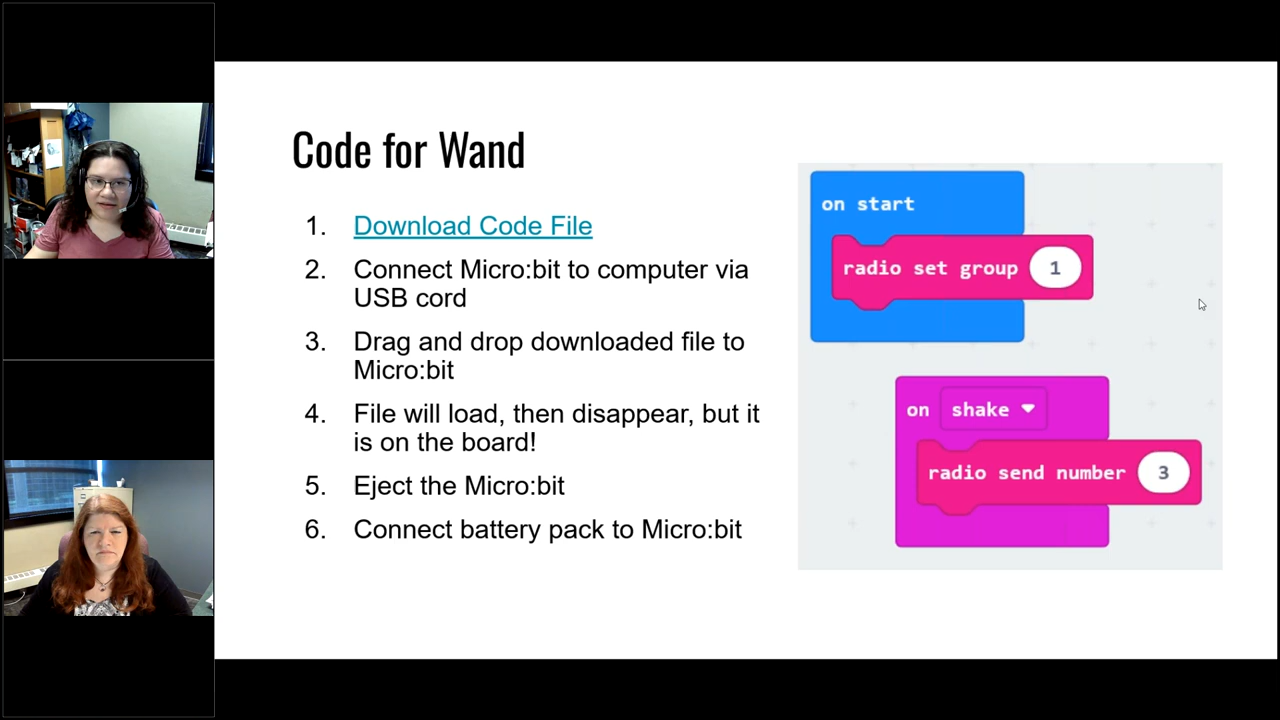 Code for Wand
1. Download Code File
2. Connect Micro:bit to computer via
USB cord
3. Drag and drop downloaded file to
Micro:bit
4. File will load, then disappear, but it
is on the board!
5. Eject the Micro:bit
6. Connect battery pack to Micro:bit
on start
radio set group 1
on shake
radio send number 3